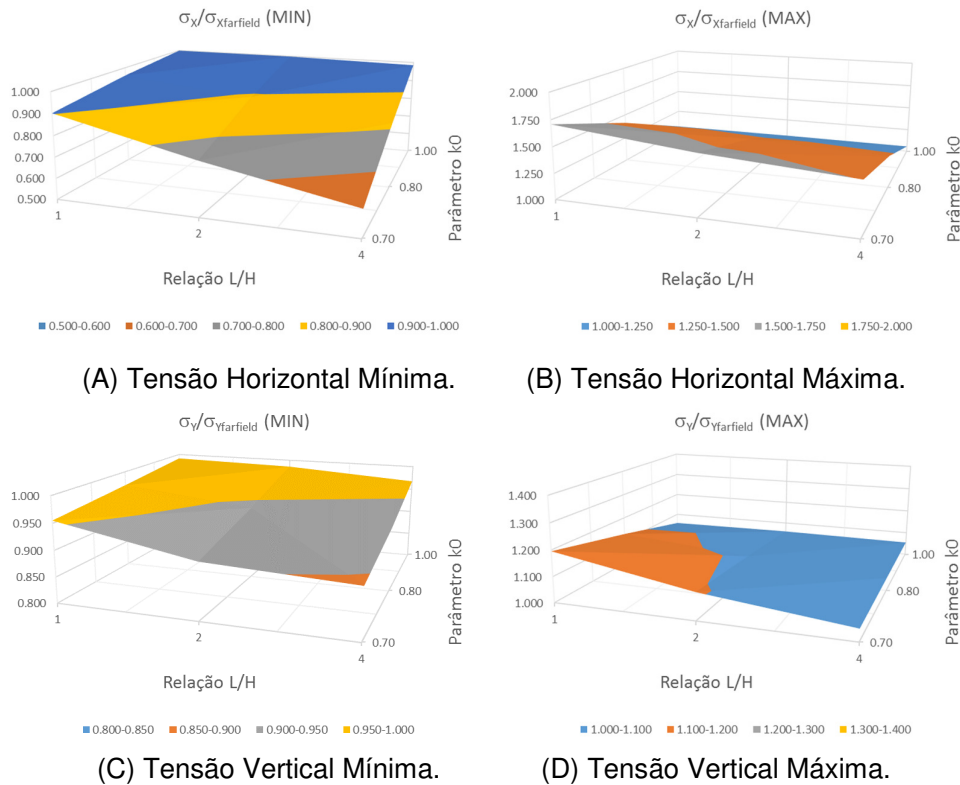 σX/σXfarfield (MIN)
1.000
0.900
0.800
0.700
0.600
0.500
1
2
4
1.00
0.80
0.70
Parâmetro k0
Relação L/H
0.500-0.600 0.600-0.700 0.700-0.800 0.800-0.900 0.900-1.000
(A) Tensão Horizontal Mínima.
σX/σXfarfield (MAX)
2.000
1.750
1.500
1.250
1.000
1
2
4
1.00
0.80
0.70
Parâmetro k0
Relação L/H
1.000-1.250 1.250-1.500 1.500-1.750 1.750-2.000
(B) Tensão Horizontal Máxima.
σY/σYfarfield (MIN)
1.000
0.950
0.900
0.850
0.800
1
2
4
1.00
0.80
0.70
Parâmetro k0
Relação L/H
0.800-0.850 0.850-0.900 0.900-0.950 0.950-1.000
(C) Tensão Vertical Mínima.
σY/σYfarfield (MAX)
1.400
1.300
1.200
1.100
1.000
1
2
4
1.00
0.80
0.70
Parâmetro k0
Relação L/H
1.000-1.100 1.100-1.200 1.200-1.300 1.300-1.400
(D) Tensão Vertical Máxima.